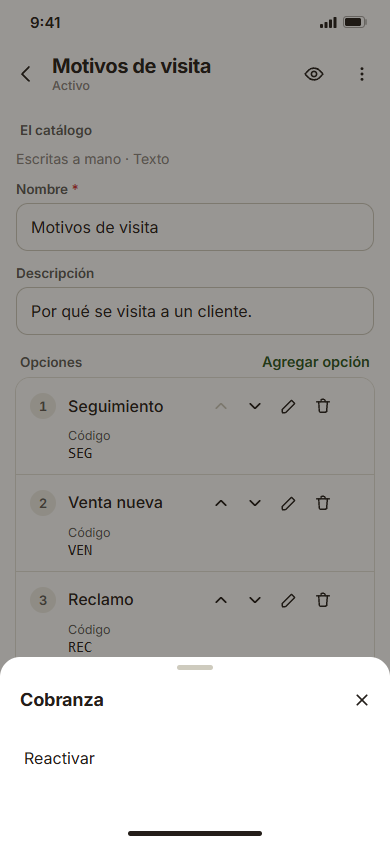 9:41
Motivos de visita
Activo
El catálogo
Escritas a mano · Texto
Nombre *
Motivos de visita
Descripción
Por qué se visita a un cliente.
Opciones
Agregar opción
1
Seguimiento
Código
SEG
2
Venta nueva
Código
VEN
3
Reclamo
Código
REC
Cobranza
Reactivar